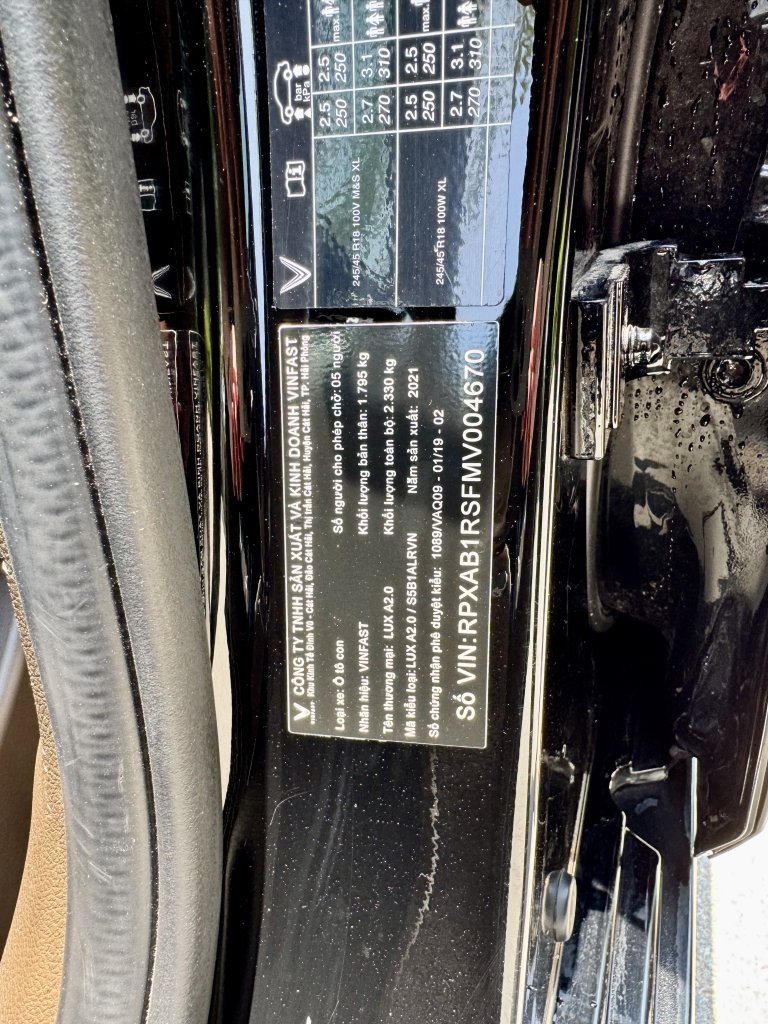 bar
kPa
max.
max.
2.5 2.5
250 250
2.7 3.1
270 310
2.5 2.5
250 250
2.7 3.1
270 310
245/45 R18 100V M&S XL
245/45 R18 100W XL
CÔNG TY TNHH SẢN XUẤT VÀ KINH DOANH VINFAST
Khu Kinh Tế Đình Vũ - Cát Hải, Đảo Cát Hải, Thị trấn Cát Hải, Huyện Cát Hải, TP. Hải Phòng
VINFAST
Loại xe: Ô tô con Số người cho phép chở: 05 người
Nhãn hiệu: VINFAST Khối lượng bản thân: 1.795 kg
Tên thương mại: LUX A2.0 Khối lượng toàn bộ: 2.330 kg
Mã kiểu loại: LUX A2.0 / S5B1ALRVN Năm sản xuất: 2021
Số chứng nhận phê duyệt kiểu: 1089/VAQ09 - 01/19 - 02
Số VIN:RPXAB1RSFMV004670